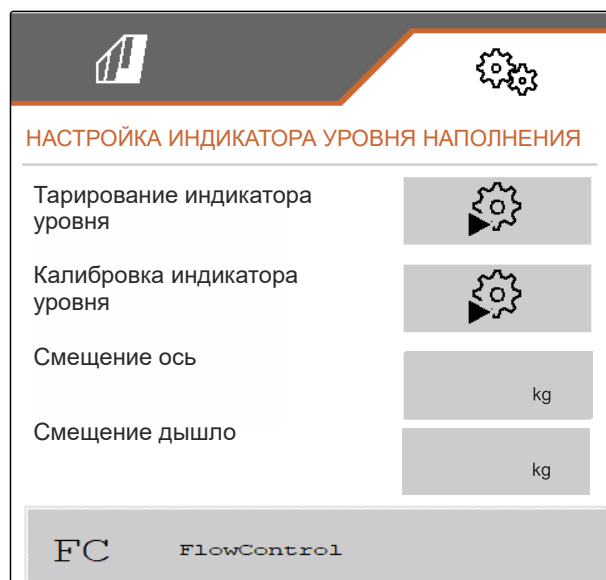 НАСТРОЙКА ИНДИКАТОРА УРОВНЯ НАПОЛНЕНИЯ
Тарирование индикатора
уровня
Калибровка индикатора
уровня
Смещение ось
kg
Смещение дышло
kg
FC FlowControl